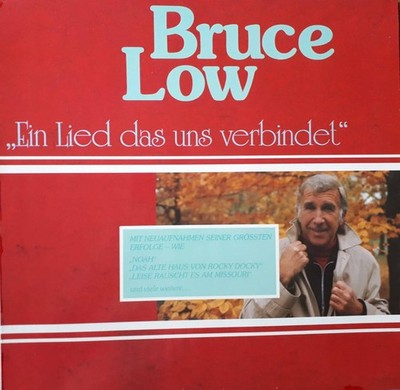 Bruce
Low
„Ein Lied das uns verbindet“
MIT NEUAUFNAHMEN SEINER GRÖSSTEN
ERFOLGE - WIE
„NOAH“
„DAS ALTE HAUS VON ROCKY DOCKY“
„LEISE RAUSCHT ES AM MISSOURI“
und viele weitere...